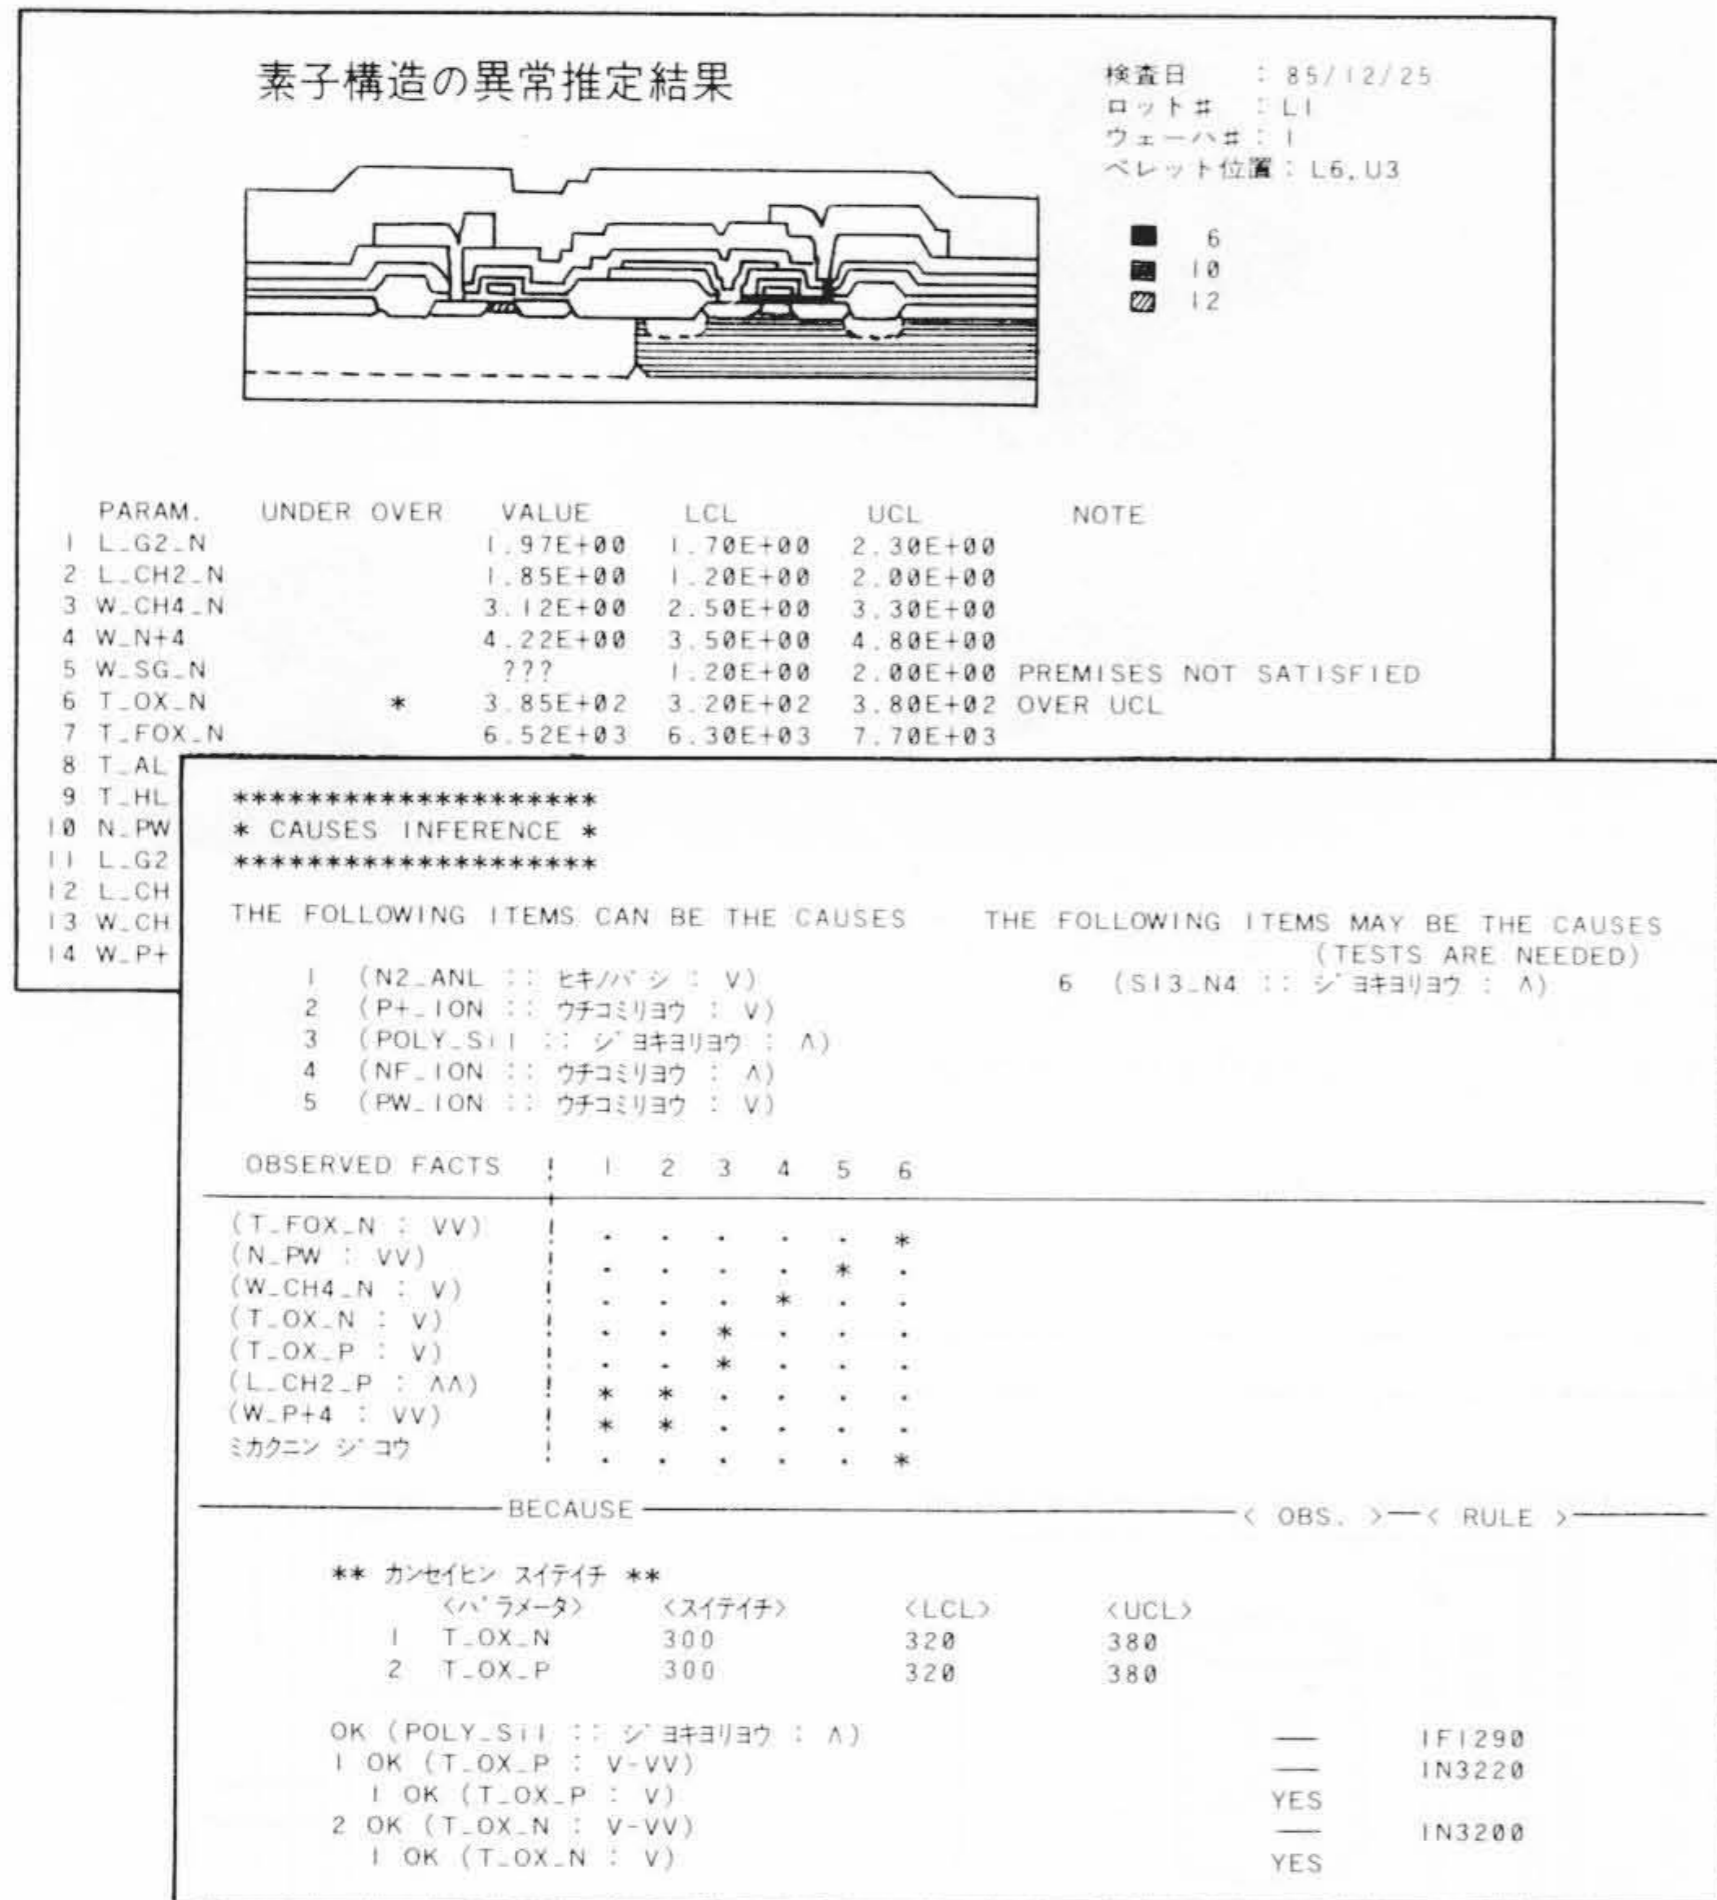 素子構造の異常推定結果
検査日 : 85/12/25
ロット# : L1
ウェーハ# : 1
ペレット位置 : L6,U3
6
10
12
PARAM. UNDER OVER VALUE LCL UCL NOTE
1 L_G2_N 1.97E+00 1.70E+00 2.30E+00
2 L_CH2_N 1.85E+00 1.20E+00 2.00E+00
3 W_CH4_N 3.12E+00 2.50E+00 3.30E+00
4 W_N+4 4.22E+00 3.50E+00 4.80E+00
5 W_SG_N ??? 1.20E+00 2.00E+00 PREMISES NOT SATISFIED
6 T_OX_N * 3.85E+02 3.20E+02 3.80E+02 OVER UCL
7 T_FOX_N 6.52E+03 6.30E+03 7.70E+03
8 T_AL
9 T_HL
10 N_PW
11 L_G2
12 L_CH
13 W_CH
14 W_P+
********************
* CAUSES INFERENCE *
********************
THE FOLLOWING ITEMS CAN BE THE CAUSES
1 (N2_ANL :: ヒキノバシ : V)
2 (P+_ION :: ウチコミリヨウ : V)
3 (POLY_Sil :: ジヨキヨリヨウ : Λ)
4 (NF_ION :: ウチコミリヨウ : Λ)
5 (PW_ION :: ウチコミリヨウ : V)
THE FOLLOWING ITEMS MAY BE THE CAUSES
(TESTS ARE NEEDED)
6 (SI3_N4 :: ジヨキヨリヨウ : Λ)
OBSERVED FACTS ! 1 2 3 4 5 6
(T_FOX_N : VV) ! . . . . . *
(N_PW : VV) ! . . . . * .
(W_CH4_N : V) ! . . . * . .
(T_OX_N : V) ! . . * . . .
(T_OX_P : V) ! . . * . . .
(L_CH2_P : ΛΛ) ! * * . . . .
(W_P+4 : VV) ! * * . . . .
ミカクニン ジコウ ! . . . . . *
BECAUSE < OBS. > < RULE >
** カンセイヒン スイテイチ **
<パラメータ> <スイテイチ> <LCL> <UCL>
1 T_OX_N 300 320 380
2 T_OX_P 300 320 380
OK (POLY_Sil :: ジヨキヨリヨウ : Λ) — IF1290
1 OK (T_OX_P : V-VV) — IN3220
1 OK (T_OX_P : V) YES
2 OK (T_OX_N : V-VV) — IN3200
1 OK (T_OX_N : V) YES